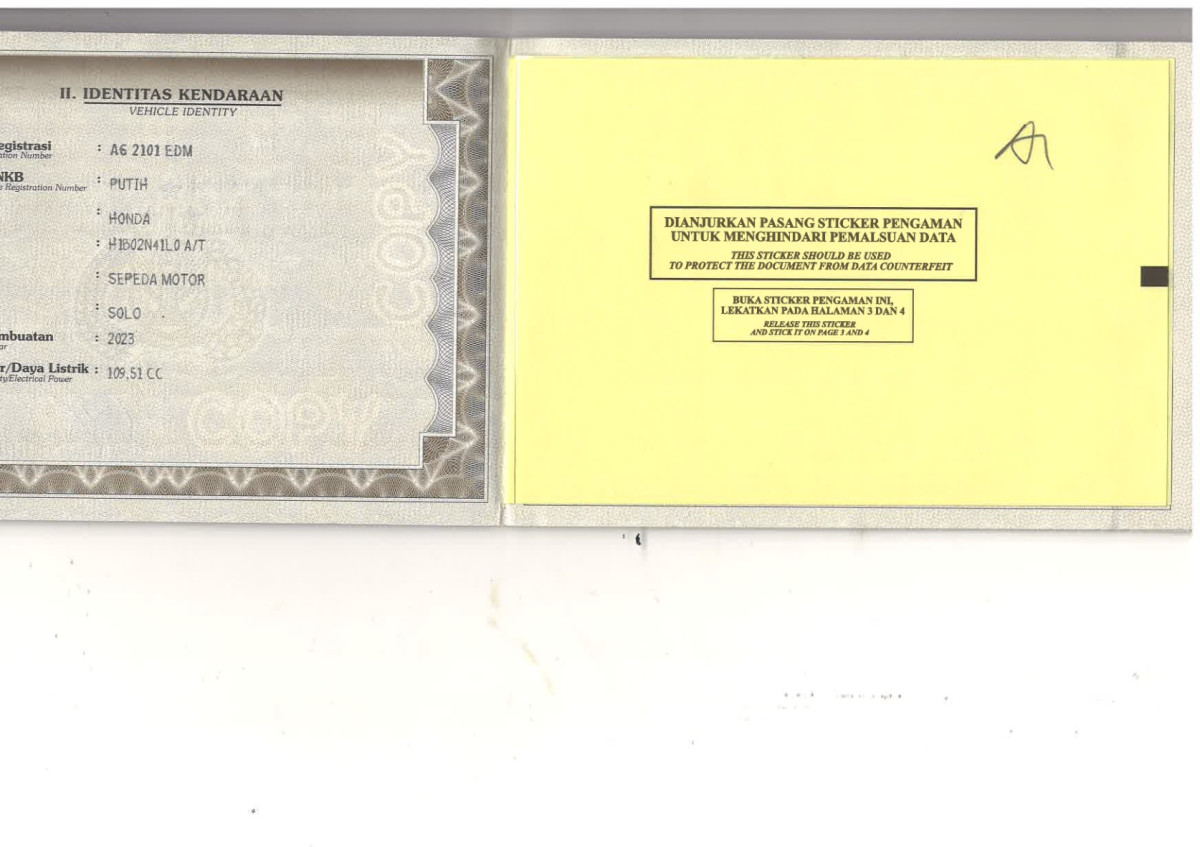 II. IDENTITAS KENDARAAN
VEHICLE IDENTITY
egistrasi : AG 2101 EDM
ation Number
NKB : PUTIH
e Registration Number
: HONDA
: H1B02N41L0 A/T
: SEPEDA MOTOR
: SOLO .
mbuatan : 2023
ar
r/Daya Listrik : 109,51 CC
ty/Electrical Power
COPY
COPY
DIANJURKAN PASANG STICKER PENGAMAN
UNTUK MENGHINDARI PEMALSUAN DATA
THIS STICKER SHOULD BE USED
TO PROTECT THE DOCUMENT FROM DATA COUNTERFEIT
BUKA STICKER PENGAMAN INI,
LEKATKAN PADA HALAMAN 3 DAN 4
RELEASE THIS STICKER
AND STICK IT ON PAGE 3 AND 4